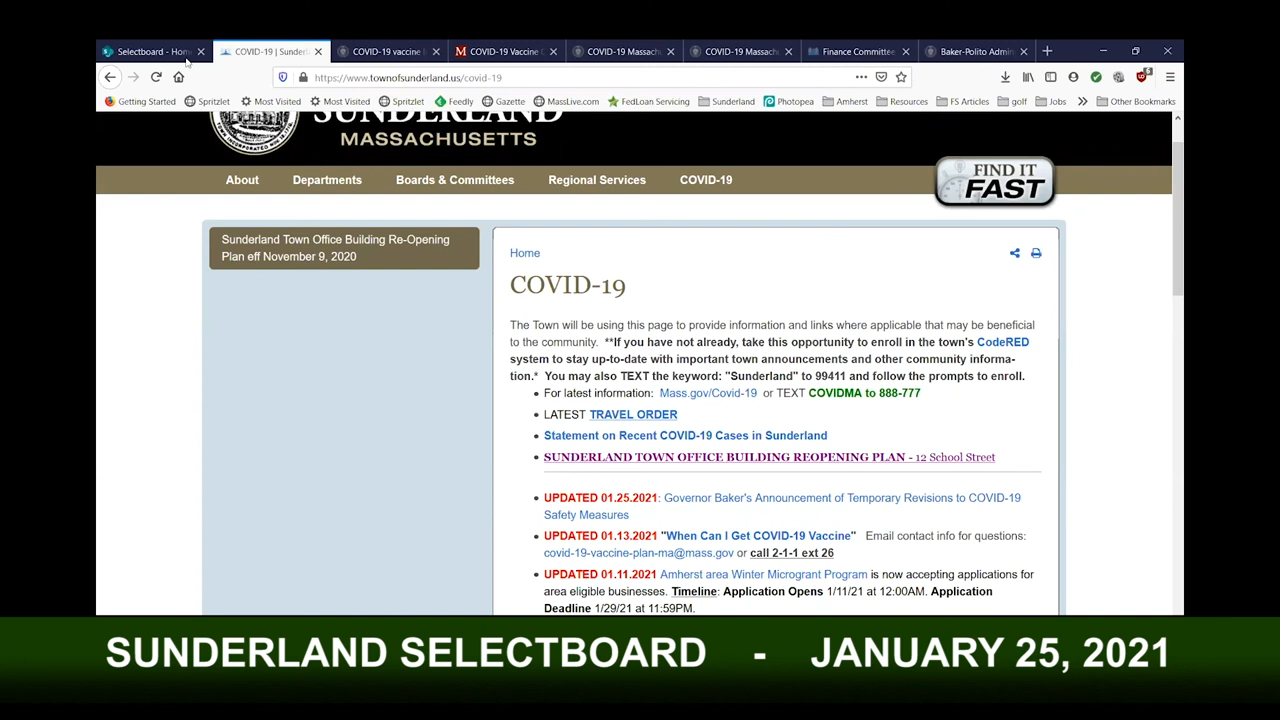 Selectboard - Hom
COVID-19 | Sunderl
COVID-19 vaccine l
COVID-19 Vaccine C
COVID-19 Massachu
COVID-19 Massachu
Finance Committee
Baker-Polito Admin
https://www.townofsunderland.us/covid-19
Getting Started
Spritzlet
Most Visited
Most Visited
Spritzlet
Feedly
Gazette
MassLive.com
FedLoan Servicing
Sunderland
Photopea
Amherst
Resources
FS Articles
golf
Jobs
Other Bookmarks
SUNDERLAND
MASSACHUSETTS
FIND IT
FAST
About
Departments
Boards & Committees
Regional Services
COVID-19
Sunderland Town Office Building Re-Opening
Plan eff November 9, 2020
Home
COVID-19
The Town will be using this page to provide information and links where applicable that may be beneficial
to the community. **If you have not already, take this opportunity to enroll in the town's CodeRED
system to stay up-to-date with important town announcements and other community informa-
tion.* You may also TEXT the keyword: "Sunderland" to 99411 and follow the prompts to enroll.
For latest information: Mass.gov/Covid-19 or TEXT COVIDMA to 888-777
LATEST TRAVEL ORDER
Statement on Recent COVID-19 Cases in Sunderland
SUNDERLAND TOWN OFFICE BUILDING REOPENING PLAN - 12 School Street
UPDATED 01.25.2021: Governor Baker's Announcement of Temporary Revisions to COVID-19
Safety Measures
UPDATED 01.13.2021 "When Can I Get COVID-19 Vaccine" Email contact info for questions:
covid-19-vaccine-plan-ma@mass.gov or call 2-1-1 ext 26
UPDATED 01.11.2021 Amherst area Winter Microgrant Program is now accepting applications for
area eligible businesses. Timeline: Application Opens 1/11/21 at 12:00AM. Application
Deadline 1/29/21 at 11:59PM.
SUNDERLAND SELECTBOARD - JANUARY 25, 2021